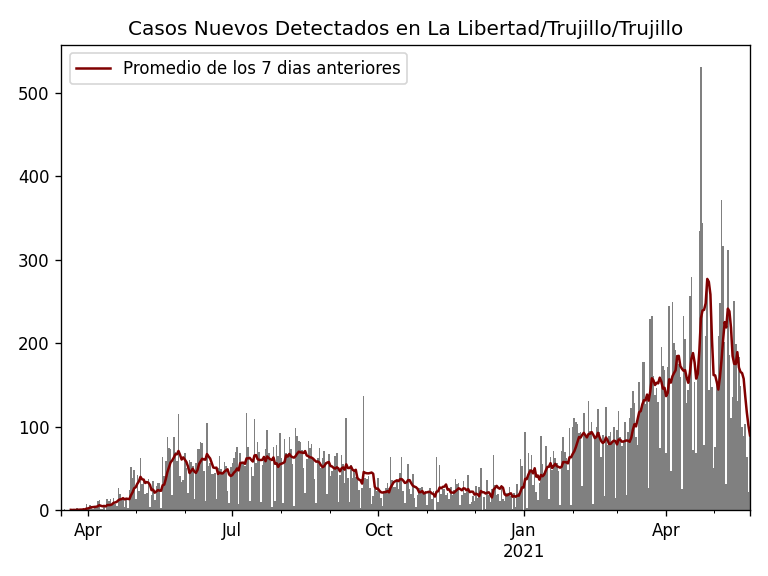 Casos Nuevos Detectados en La Libertad/Trujillo/Trujillo
Promedio de los 7 dias anteriores
500
400
300
200
100
0
Apr Jul Oct Jan Apr
2021